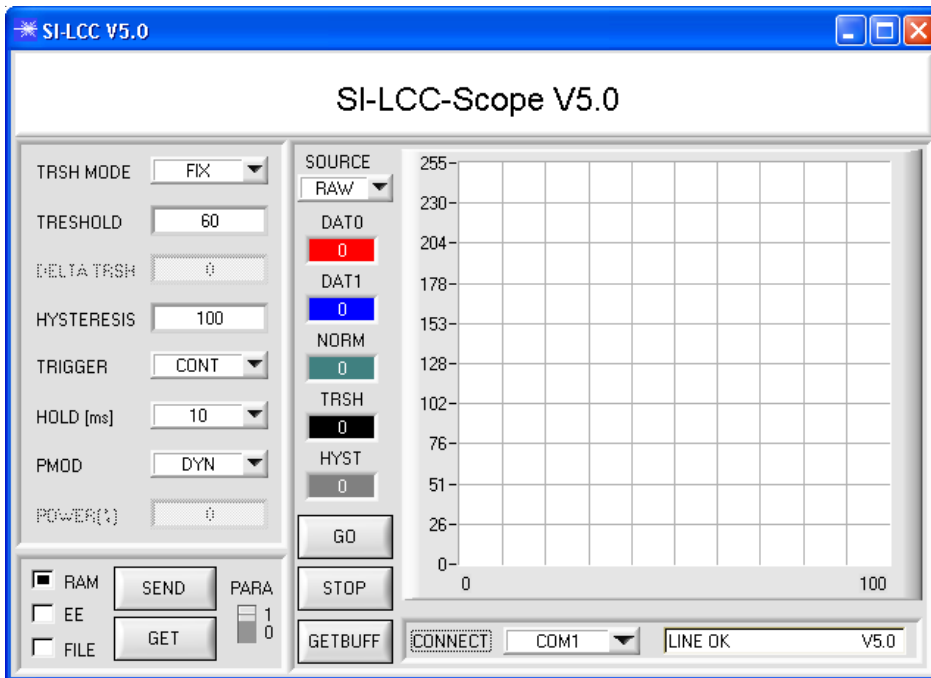 SI-LCC V5.0
SI-LCC-Scope V5.0
TRSH MODE FIX
TRESHOLD 60
DELTA TRSH 0
HYSTERESIS 100
TRIGGER CONT
HOLD [ms] 10
PMOD DYN
POWER(%) 0
RAM
EE
FILE
SEND
GET
PARA
1
0
SOURCE
RAW
DAT0
0
DAT1
0
NORM
0
TRSH
0
HYST
0
GO
STOP
GETBUFF
255
230
204
178
153
128
102
76
51
26
0
0 100
CONNECT COM1 LINE OK V5.0